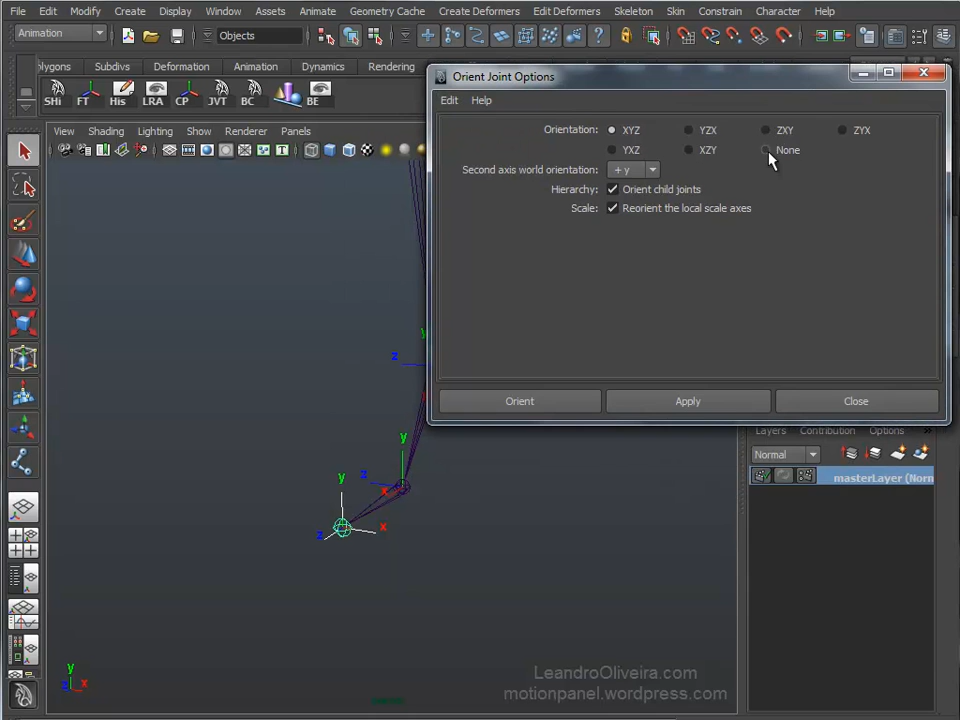 File Edit Modify Create Display Window Assets Animate Geometry Cache Create Deformers Edit Deformers Skeleton Constrain Character Help
Animation Objects
olygons Subdivs Deformation Animation Dynamics Rendering
SHi FT His LRA CP JVT BC BE
Orient Joint Options
Edit Help
View Shading Lighting Show Renderer Panels
Orientation: XYZ YZX ZXY ZYX
YXZ XZY None
Second axis world orientation: + y
Hierarchy: Orient child joints
Scale: Reorient the local scale axes
Orient Apply Close
y
z
y
z
x
y
x
z
Layers Contribution Options
Normal
masterLayer (Norn
y
z x
LeandroOliveira.com
motionpanel.wordpress.com